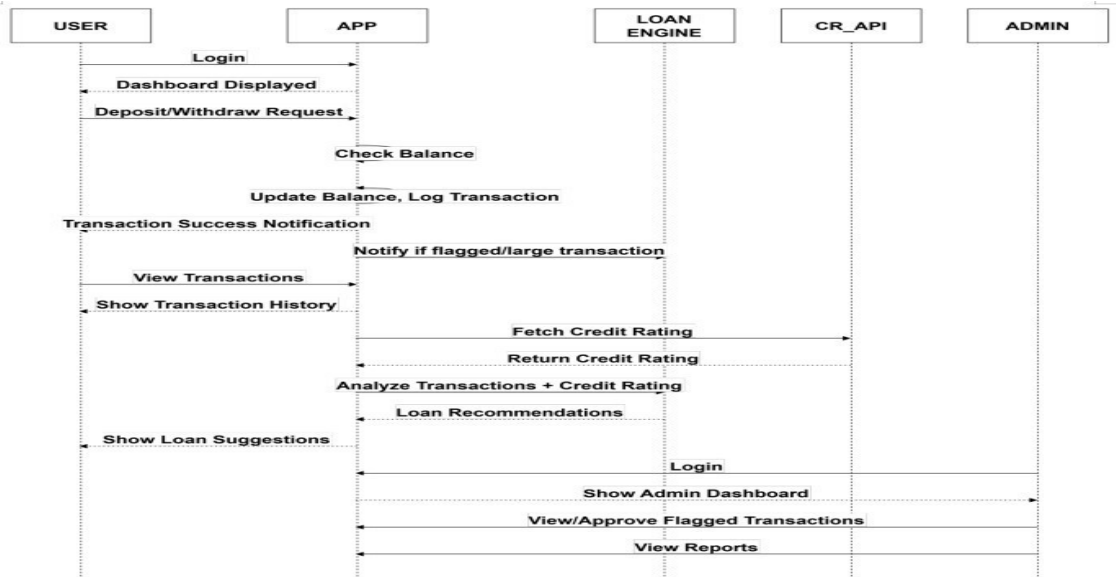 USER
APP
LOAN
ENGINE
CR_API
ADMIN
Login
Dashboard Displayed
Deposit/Withdraw Request
Check Balance
Update Balance, Log Transaction
Transaction Success Notification
Notify if flagged/large transaction
View Transactions
Show Transaction History
Fetch Credit Rating
Return Credit Rating
Analyze Transactions + Credit Rating
Loan Recommendations
Show Loan Suggestions
Login
Show Admin Dashboard
View/Approve Flagged Transactions
View Reports